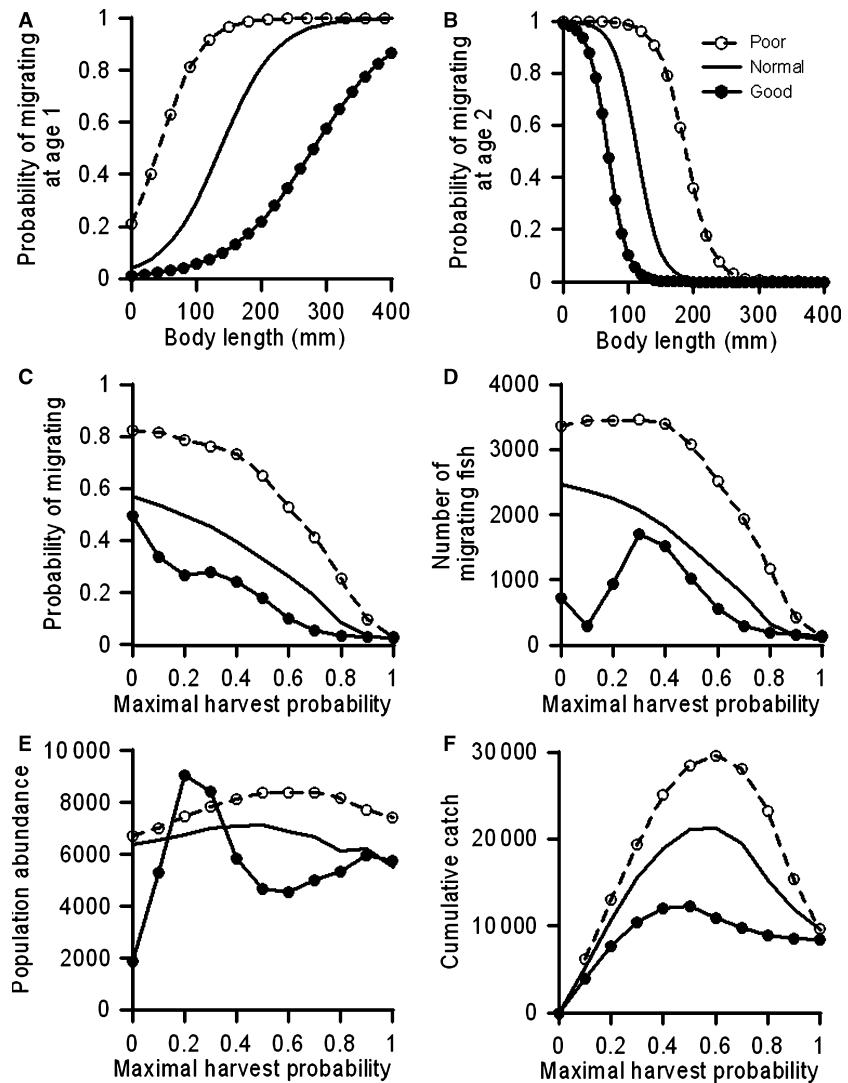 A
Probability of migrating
at age 1
1
0.8
0.6
0.4
0.2
0
0 100 200 300 400
Body length (mm)
B
Probability of migrating
at age 2
1
0.8
0.6
0.4
0.2
0
0 100 200 300 400
Body length (mm)
Poor
Normal
Good
C
Probability of migrating
1
0.8
0.6
0.4
0.2
0
0 0.2 0.4 0.6 0.8 1
Maximal harvest probability
D
Number of
migrating fish
4000
3000
2000
1000
0
0 0.2 0.4 0.6 0.8 1
Maximal harvest probability
E
Population abundance
10 000
8000
6000
4000
2000
0
0 0.2 0.4 0.6 0.8 1
Maximal harvest probability
F
Cumulative catch
30 000
20 000
10 000
0
0 0.2 0.4 0.6 0.8 1
Maximal harvest probability